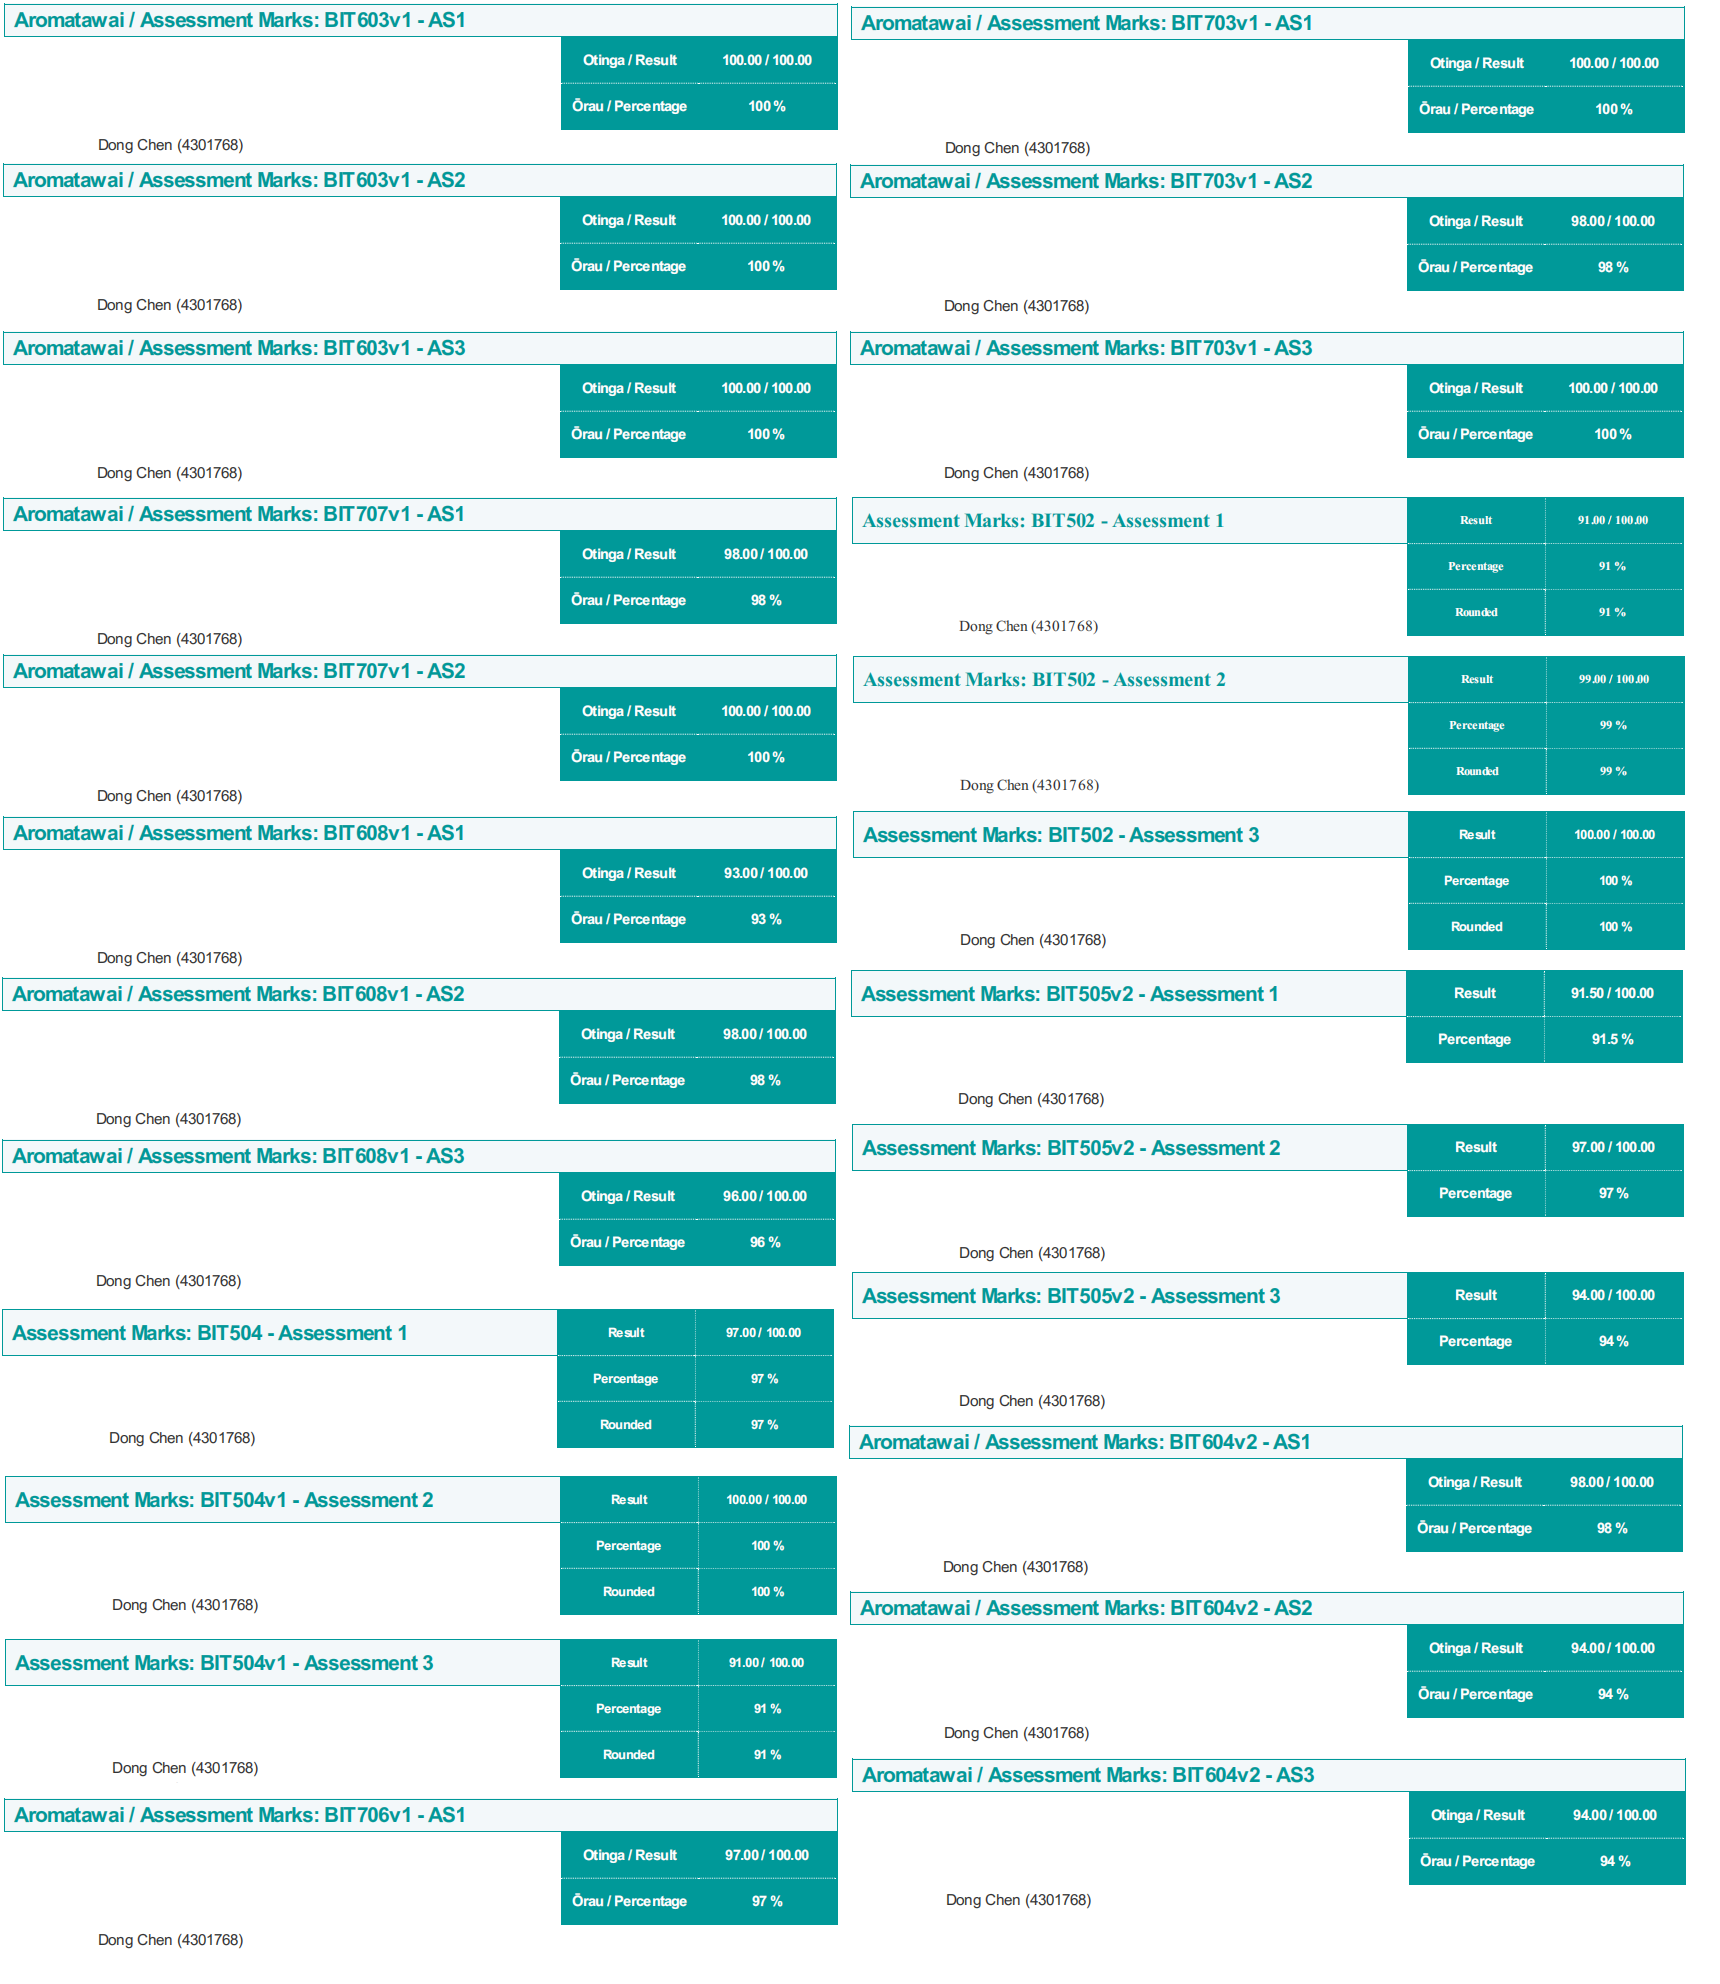 Aromatawai / Assessment Marks: BIT603v1 - AS1
Otinga / Result 100.00 / 100.00
Ōrau / Percentage 100 %
Dong Chen (4301768)
Aromatawai / Assessment Marks: BIT603v1 - AS2
Otinga / Result 100.00 / 100.00
Ōrau / Percentage 100 %
Dong Chen (4301768)
Aromatawai / Assessment Marks: BIT603v1 - AS3
Otinga / Result 100.00 / 100.00
Ōrau / Percentage 100 %
Dong Chen (4301768)
Aromatawai / Assessment Marks: BIT707v1 - AS1
Otinga / Result 98.00 / 100.00
Ōrau / Percentage 98 %
Dong Chen (4301768)
Aromatawai / Assessment Marks: BIT707v1 - AS2
Otinga / Result 100.00 / 100.00
Ōrau / Percentage 100 %
Dong Chen (4301768)
Aromatawai / Assessment Marks: BIT608v1 - AS1
Otinga / Result 93.00 / 100.00
Ōrau / Percentage 93 %
Dong Chen (4301768)
Aromatawai / Assessment Marks: BIT608v1 - AS2
Otinga / Result 98.00 / 100.00
Ōrau / Percentage 98 %
Dong Chen (4301768)
Aromatawai / Assessment Marks: BIT608v1 - AS3
Otinga / Result 96.00 / 100.00
Ōrau / Percentage 96 %
Dong Chen (4301768)
Assessment Marks: BIT504 - Assessment 1
Result 97.00 / 100.00
Percentage 97 %
Rounded 97 %
Dong Chen (4301768)
Assessment Marks: BIT504v1 - Assessment 2
Result 100.00 / 100.00
Percentage 100 %
Rounded 100 %
Dong Chen (4301768)
Assessment Marks: BIT504v1 - Assessment 3
Result 91.00 / 100.00
Percentage 91 %
Rounded 91 %
Dong Chen (4301768)
Aromatawai / Assessment Marks: BIT706v1 - AS1
Otinga / Result 97.00 / 100.00
Ōrau / Percentage 97 %
Dong Chen (4301768)
Aromatawai / Assessment Marks: BIT703v1 - AS1
Otinga / Result 100.00 / 100.00
Ōrau / Percentage 100 %
Dong Chen (4301768)
Aromatawai / Assessment Marks: BIT703v1 - AS2
Otinga / Result 98.00 / 100.00
Ōrau / Percentage 98 %
Dong Chen (4301768)
Aromatawai / Assessment Marks: BIT703v1 - AS3
Otinga / Result 100.00 / 100.00
Ōrau / Percentage 100 %
Dong Chen (4301768)
Assessment Marks: BIT502 - Assessment 1
Result 91.00 / 100.00
Percentage 91 %
Rounded 91 %
Dong Chen (4301768)
Assessment Marks: BIT502 - Assessment 2
Result 99.00 / 100.00
Percentage 99 %
Rounded 99 %
Dong Chen (4301768)
Assessment Marks: BIT502 - Assessment 3
Result 100.00 / 100.00
Percentage 100 %
Rounded 100 %
Dong Chen (4301768)
Assessment Marks: BIT505v2 - Assessment 1
Result 91.50 / 100.00
Percentage 91.5 %
Dong Chen (4301768)
Assessment Marks: BIT505v2 - Assessment 2
Result 97.00 / 100.00
Percentage 97 %
Dong Chen (4301768)
Assessment Marks: BIT505v2 - Assessment 3
Result 94.00 / 100.00
Percentage 94 %
Dong Chen (4301768)
Aromatawai / Assessment Marks: BIT604v2 - AS1
Otinga / Result 98.00 / 100.00
Ōrau / Percentage 98 %
Dong Chen (4301768)
Aromatawai / Assessment Marks: BIT604v2 - AS2
Otinga / Result 94.00 / 100.00
Ōrau / Percentage 94 %
Dong Chen (4301768)
Aromatawai / Assessment Marks: BIT604v2 - AS3
Otinga / Result 94.00 / 100.00
Ōrau / Percentage 94 %
Dong Chen (4301768)